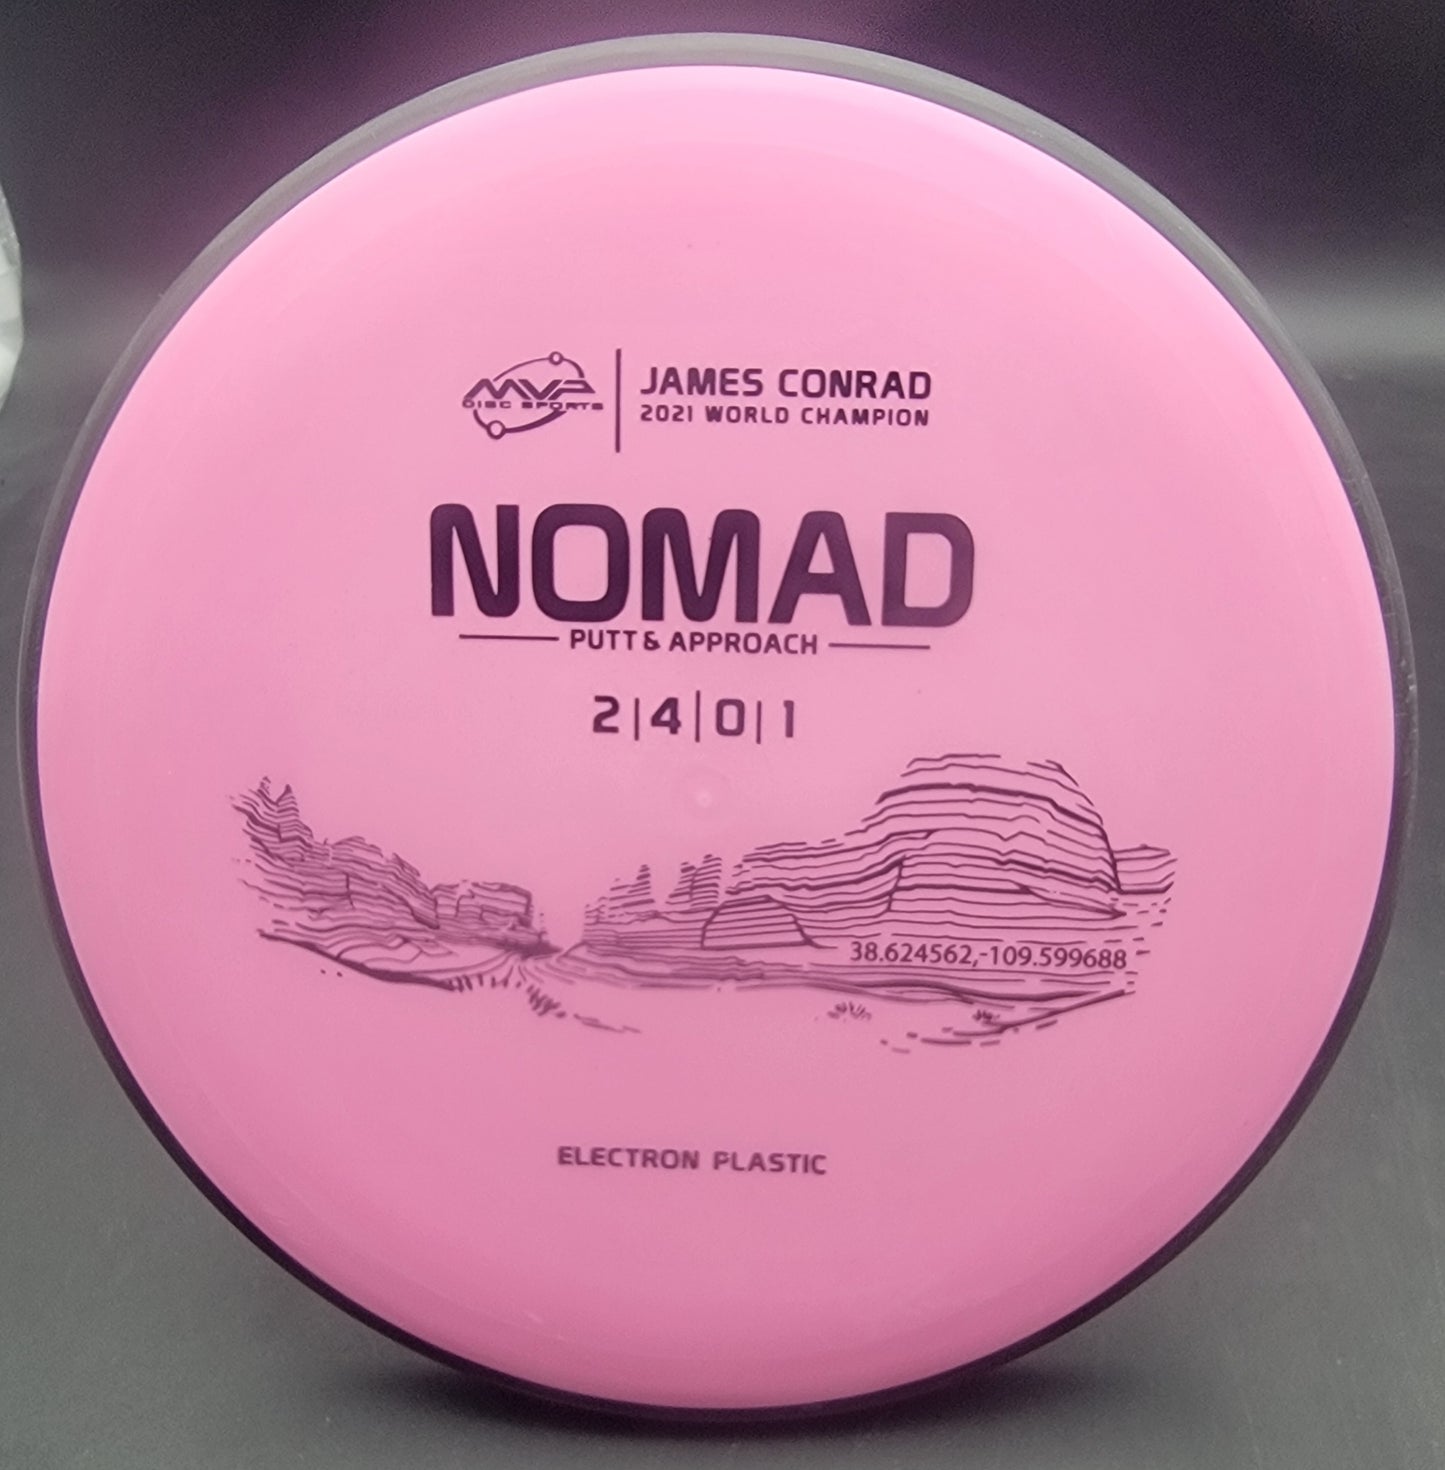 MVP
DISC SPORTS
JAMES CONRAD
2021 WORLD CHAMPION
NOMAD
PUTT & APPROACH
2|4|0|1
38.624562,-109.599688
ELECTRON PLASTIC